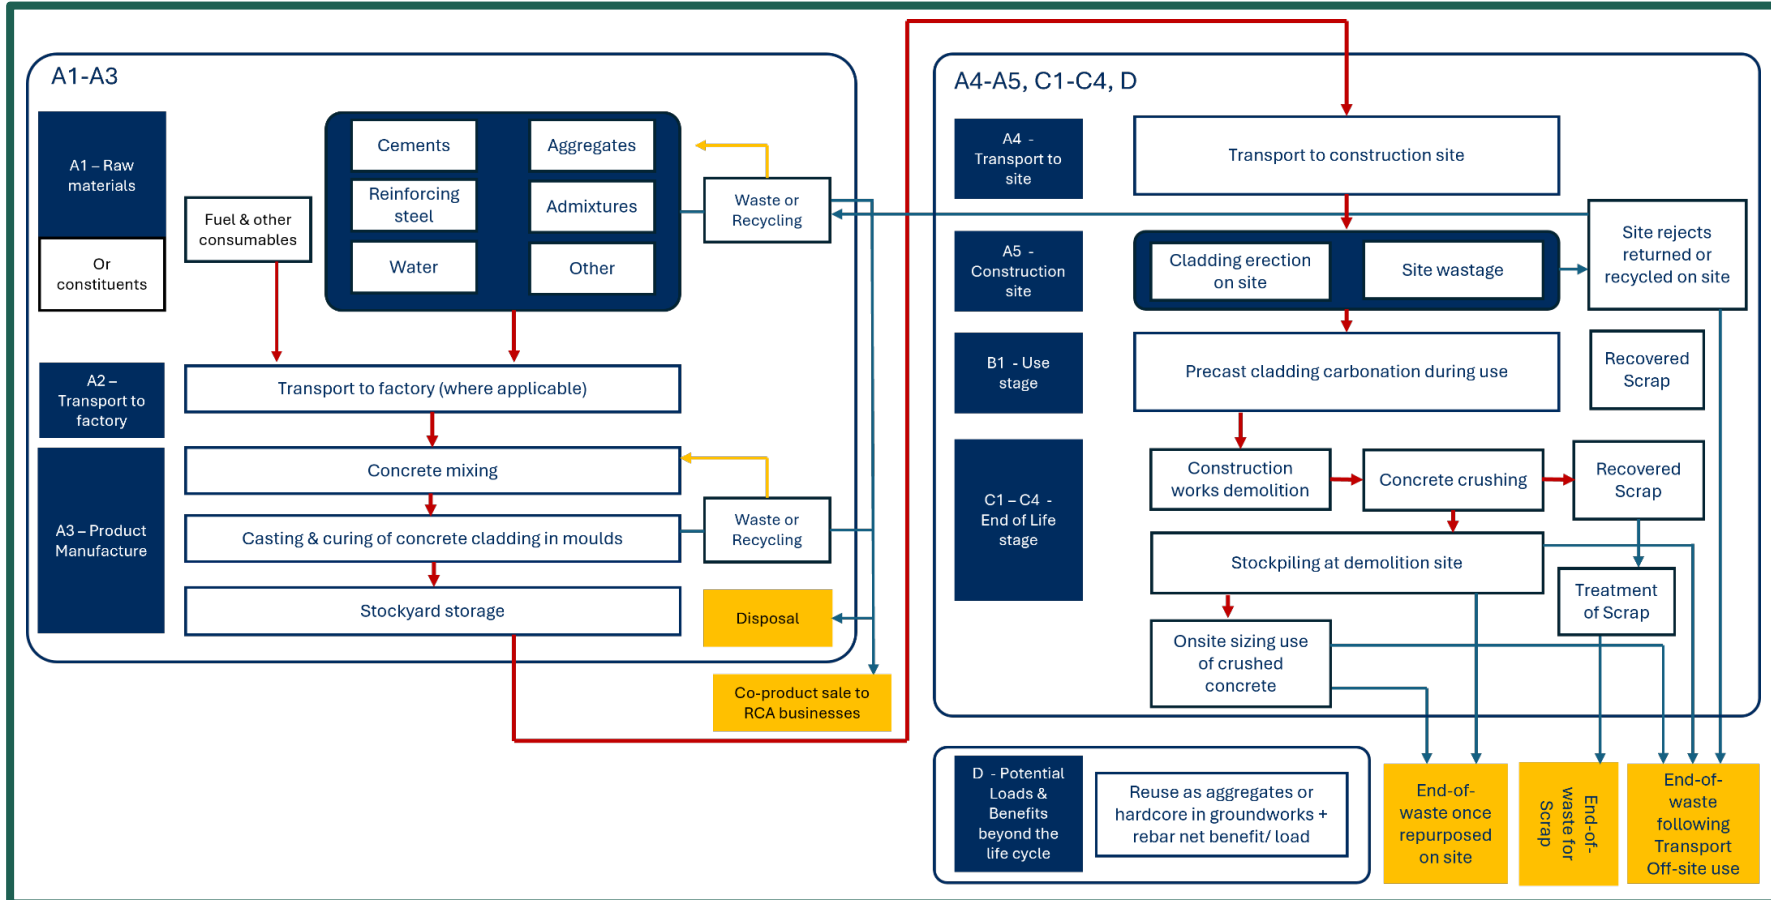 A1-A3
A1 – Raw
materials
Or
constituents
Fuel & other
consumables
Cements
Aggregates
Reinforcing
steel
Admixtures
Water
Other
Waste or
Recycling
A2 –
Transport to
factory
Transport to factory (where applicable)
A3 – Product
Manufacture
Concrete mixing
Casting & curing of concrete cladding in moulds
Waste or
Recycling
Stockyard storage
Disposal
Co-product sale to
RCA businesses
A4-A5, C1-C4, D
A4 -
Transport to
site
Transport to construction site
A5 -
Construction
site
Cladding erection
on site
Site wastage
Site rejects
returned or
recycled on site
B1 - Use
stage
Precast cladding carbonation during use
Recovered
Scrap
C1 – C4 -
End of Life
stage
Construction
works demolition
Concrete crushing
Recovered
Scrap
Stockpiling at demolition site
Treatment
of Scrap
Onsite sizing use
of crushed
concrete
D - Potential
Loads &
Benefits
beyond the
life cycle
Reuse as aggregates or
hardcore in groundworks +
rebar net benefit/ load
End-of-
waste once
repurposed
on site
End-of-
waste for
Scrap
End-of-
waste
following
Transport
Off-site use